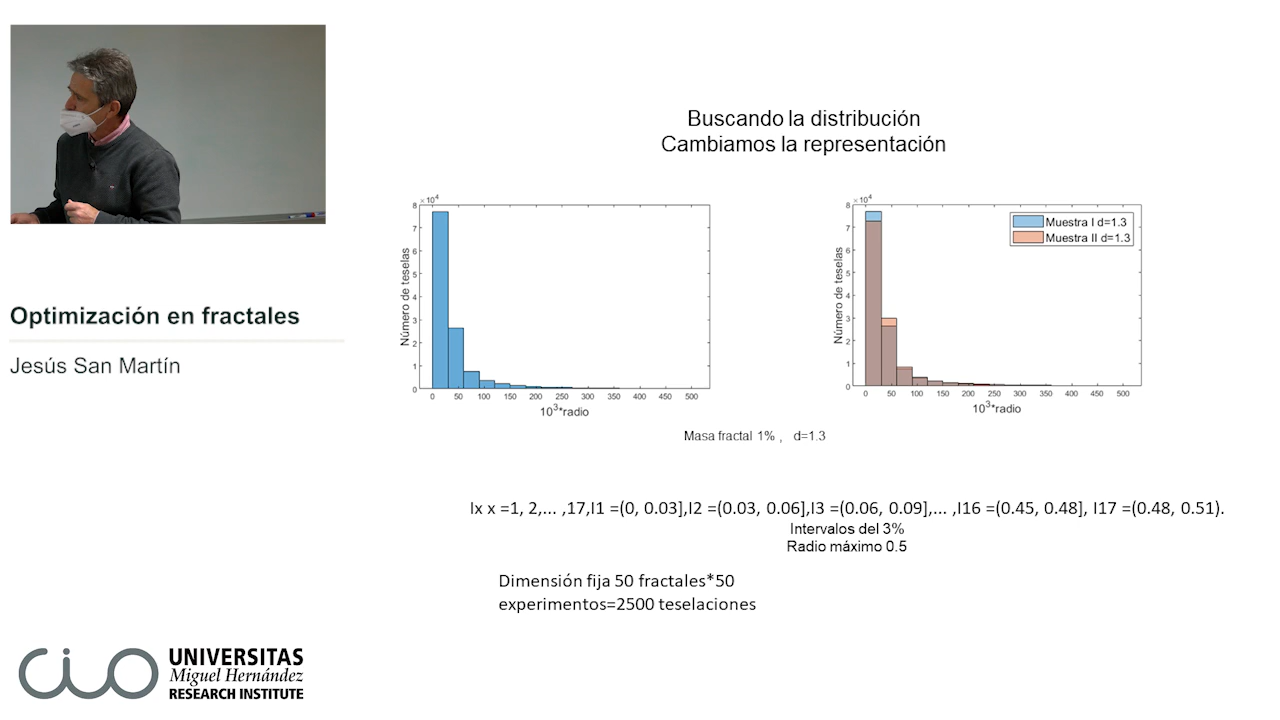 Buscando la distribución
Cambiamos la representación
×10⁴
8
7
6
5
4
3
2
1
0
Número de teselas
0 50 100 150 200 250 300 350 400 450 500
10³*radio
×10⁴
8
7
6
5
4
3
2
1
0
Número de teselas
Muestra I d=1.3
Muestra II d=1.3
0 50 100 150 200 250 300 350 400 450 500
10³*radio
Masa fractal 1% , d=1.3
Optimización en fractales
Jesús San Martín
Ix x =1, 2,... ,17,I1 =(0, 0.03],I2 =(0.03, 0.06],I3 =(0.06, 0.09],... ,I16 =(0.45, 0.48], I17 =(0.48, 0.51).
Intervalos del 3%
Radio máximo 0.5
Dimensión fija 50 fractales*50
experimentos=2500 teselaciones
cio
UNIVERSITAS
Miguel Hernández
RESEARCH INSTITUTE